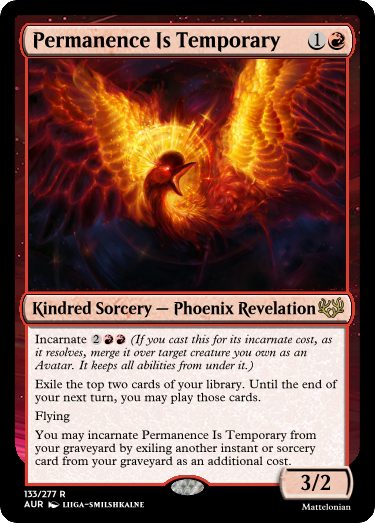 Permanence Is Temporary 1
Kindred Sorcery — Phoenix Revelation
Incarnate 2 (If you cast this for its incarnate cost, as
it resolves, merge it over target creature you own as an
Avatar. It keeps all abilities from under it.)
Exile the top two cards of your library. Until the end of
your next turn, you may play those cards.
Flying
You may incarnate Permanence Is Temporary from
your graveyard by exiling another instant or sorcery
card from your graveyard as an additional cost.
3/2
133/277 R
AUR LIIGA-SMILSHKALNE
Mattelonian